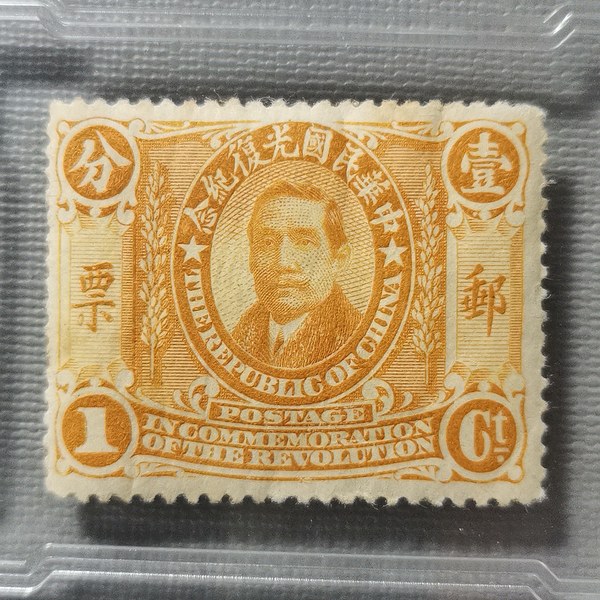 中華民國光復紀念
壹
分
郵
票
THE REPUBLIC OF CHINA
POSTAGE
1
IN COMMEMORATION
OF THE REVOLUTION
Ct